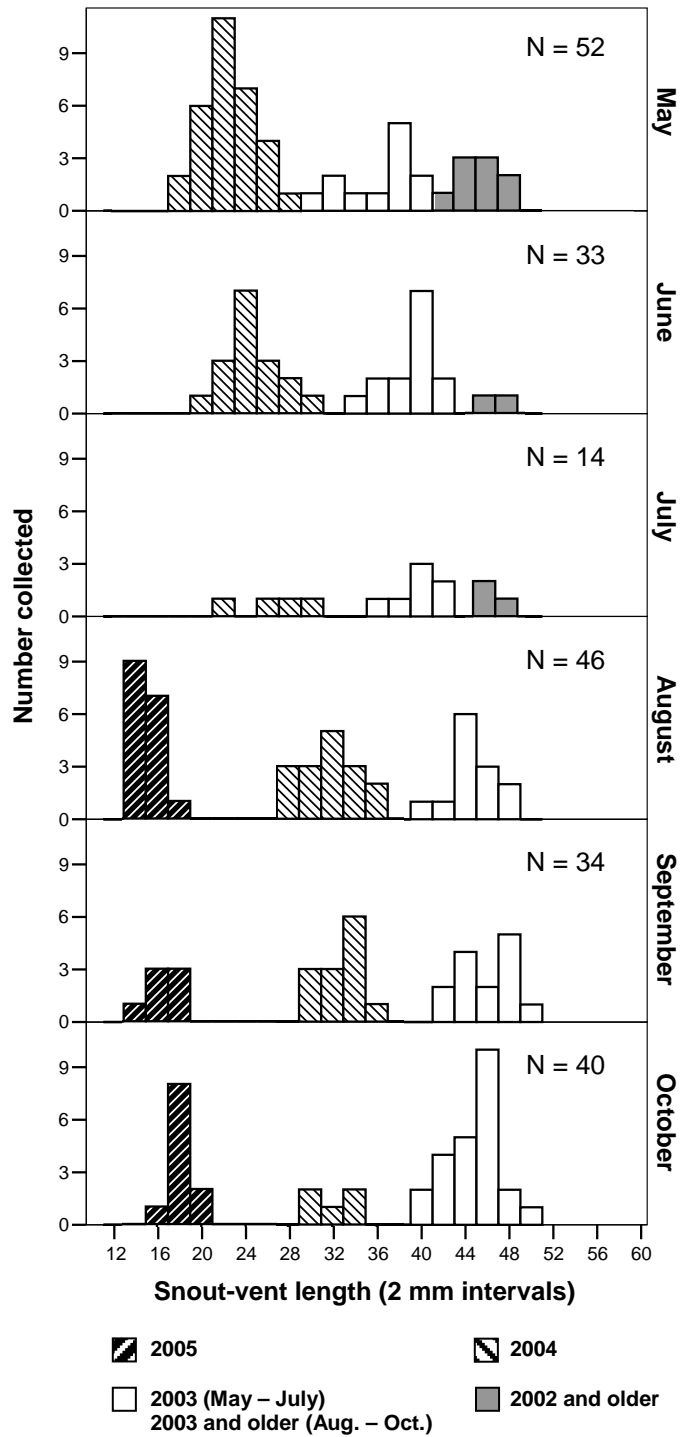 9
6
3
0
N = 52
May
9
6
3
0
N = 33
June
9
6
3
0
N = 14
July
Number collected
9
6
3
0
N = 46
August
9
6
3
0
N = 34
September
9
6
3
0
N = 40
October
12 16 20 24 28 32 36 40 44 48 52 56 60
Snout-vent length (2 mm intervals)
2005
2004
2003 (May – July)
2003 and older (Aug. – Oct.)
2002 and older